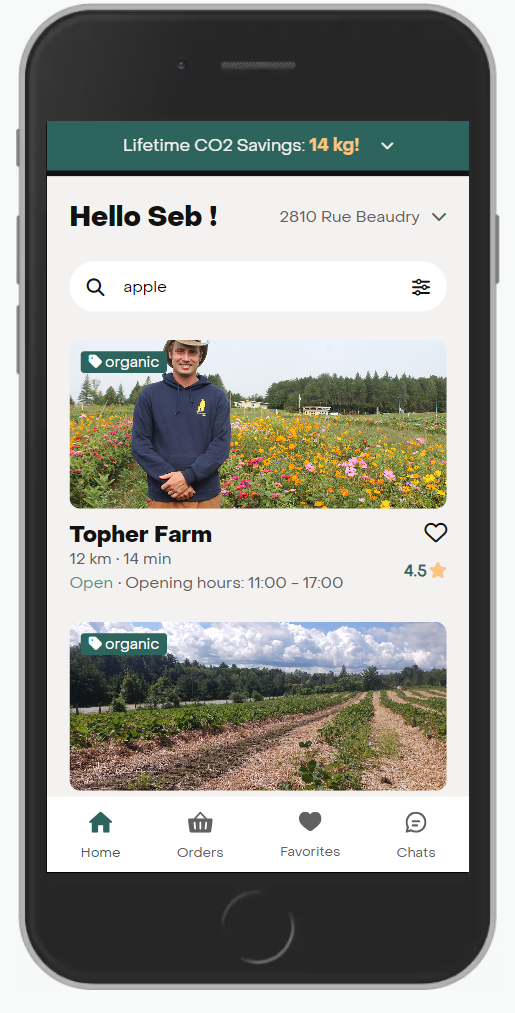 Lifetime CO2 Savings: 14 kg!
Hello Seb !
2810 Rue Beaudry
apple
organic
Topher Farm
12 km · 14 min
4.5
Open · Opening hours: 11:00 - 17:00
organic
Home
Orders
Favorites
Chats